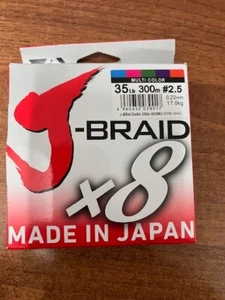 MULTI COLOR
35LB 300m #2.5
0.22mm
17.0kg
J-BRAID
x8
MADE IN JAPAN